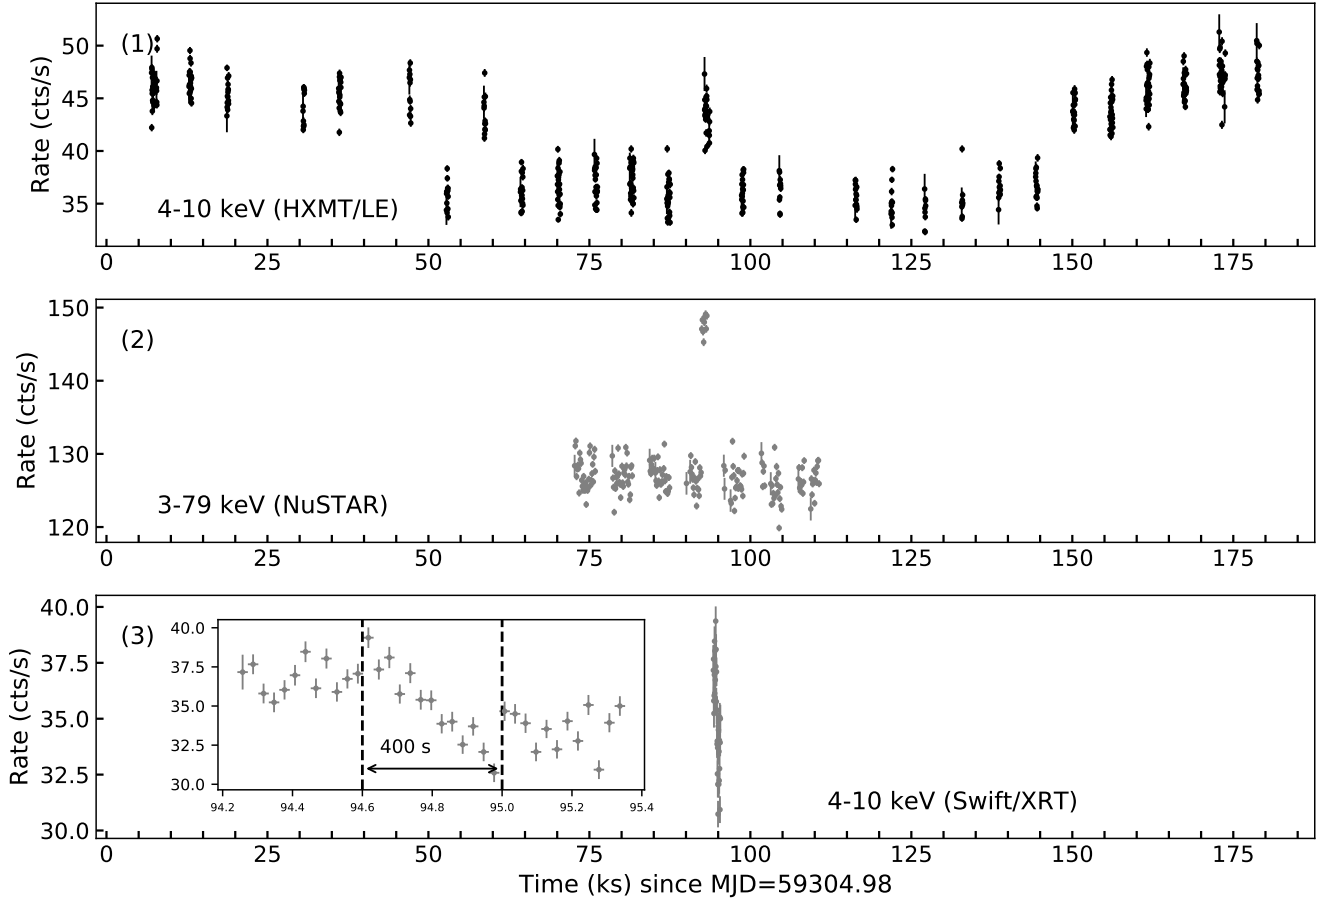 (1)
50
45
40
35
Rate (cts/s)
4-10 keV (HXMT/LE)
0 25 50 75 100 125 150 175
(2)
150
140
130
120
Rate (cts/s)
3-79 keV (NuSTAR)
0 25 50 75 100 125 150 175
(3)
40.0
37.5
35.0
32.5
30.0
Rate (cts/s)
40.0
37.5
35.0
32.5
30.0
400 s
94.2 94.4 94.6 94.8 95.0 95.2 95.4
4-10 keV (Swift/XRT)
0 25 50 75 100 125 150 175
Time (ks) since MJD=59304.98